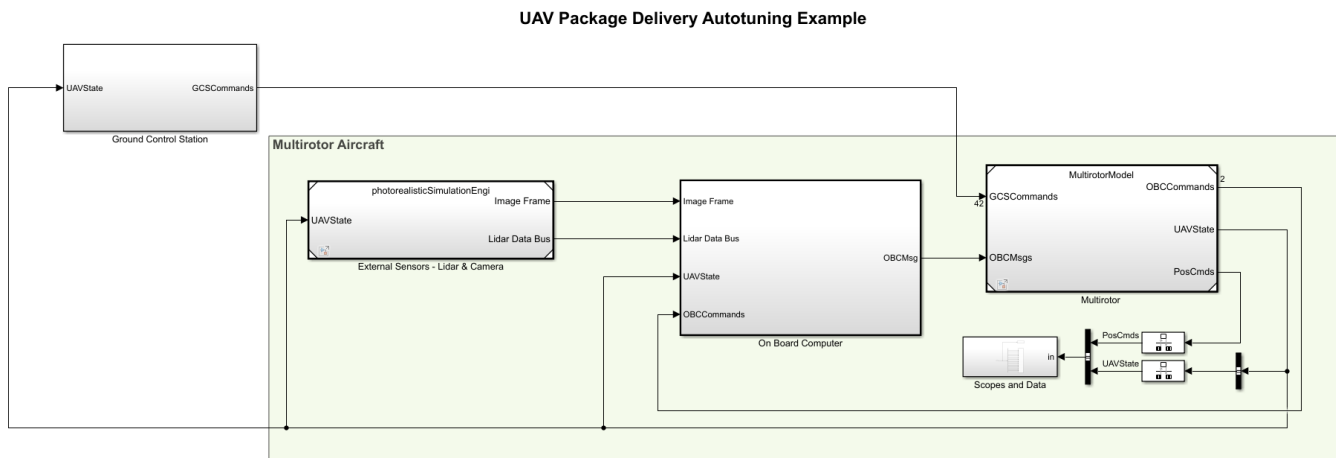 UAV Package Delivery Autotuning Example
UAVState
GCSCommands
Ground Control Station
Multirotor Aircraft
photorealisticSimulationEngi
Image Frame
UAVState
Lidar Data Bus
External Sensors - Lidar & Camera
Image Frame
Lidar Data Bus
UAVState
OBCCommands
OBCMsg
On Board Computer
MultirotorModel
2
OBCCommands
GCSCommands
42
UAVState
OBCMsgs
PosCmds
Multirotor
PosCmds
UAVState
in
Scopes and Data